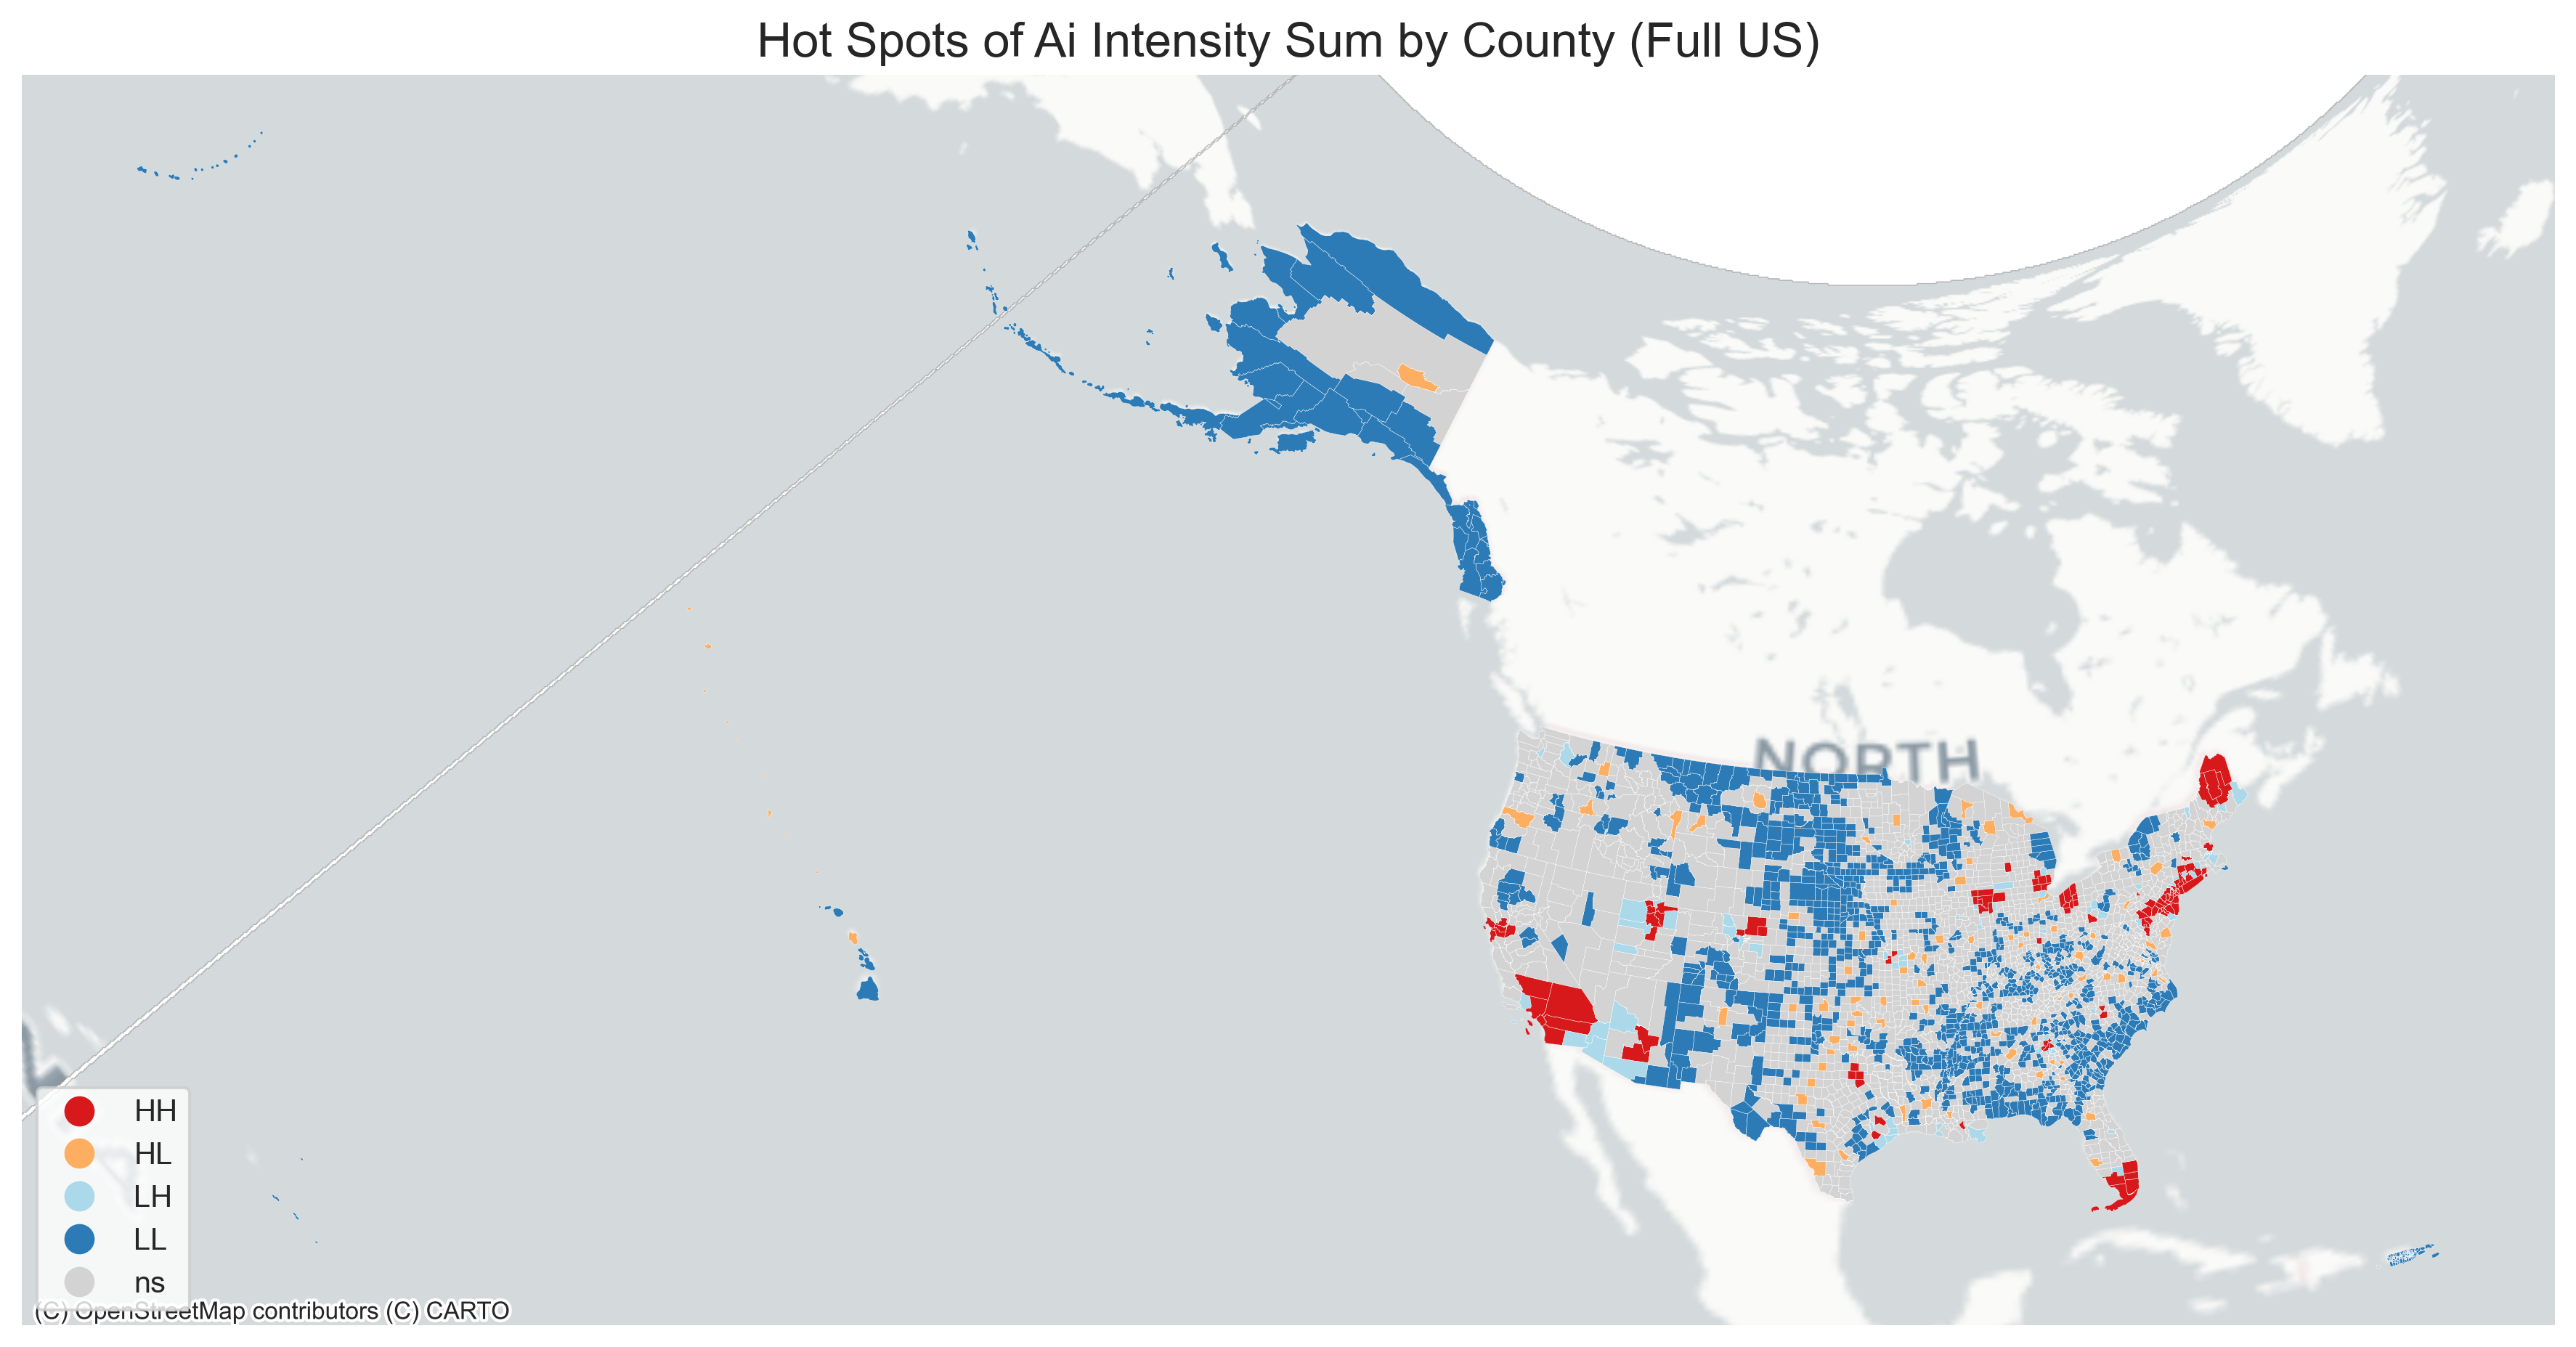 Hot Spots of Ai Intensity Sum by County (Full US)
NORTH
HH
HL
LH
LL
ns
(C) OpenStreetMap contributors (C) CARTO